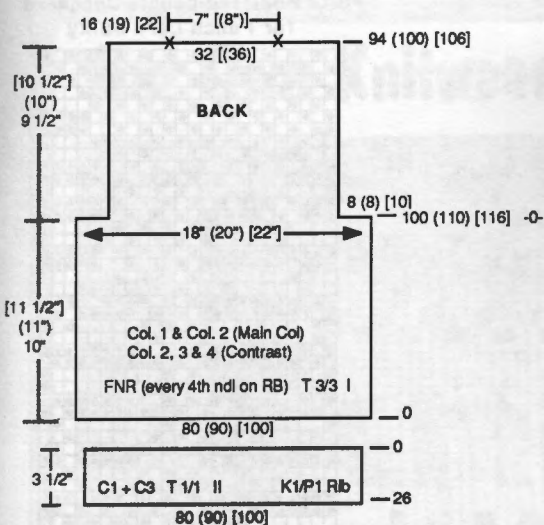 7" [(8")]
16 (19) [22]
94 (100) [106]
32 [(36)]
[10 1/2"]
(10")
9 1/2"
BACK
8 (8) [10]
100 (110) [116] -0-
18" (20") [22"]
[11 1/2"]
(11")
10"
Col. 1 & Col. 2 (Main Col)
Col. 2, 3 & 4 (Contrast)
FNR (every 4th ndl on RB) T 3/3 I
0
80 (90) [100]
0
3 1/2"
C1 + C3 T 1/1 II K1/P1 Rib
26
80 (90) [100]